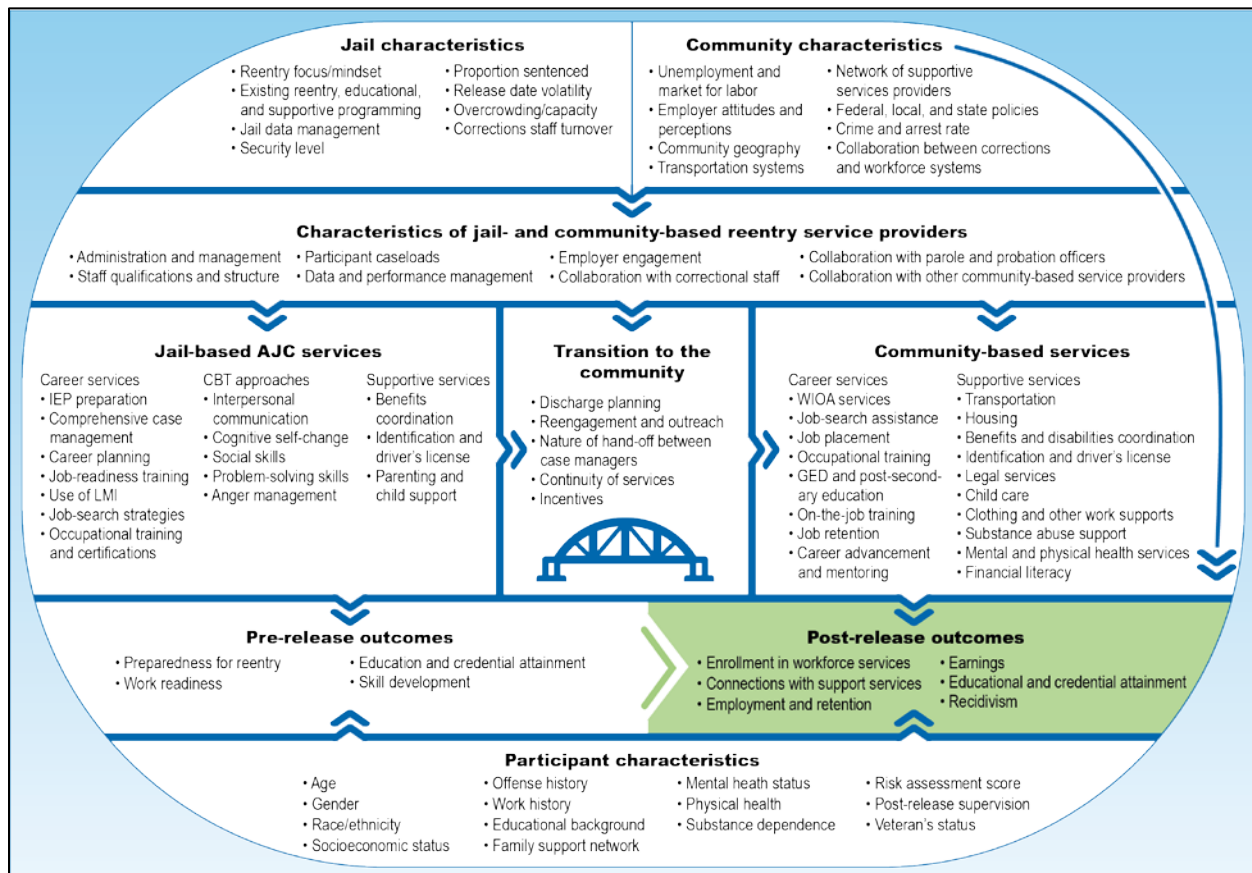 Jail characteristics
• Reentry focus/mindset
• Existing reentry, educational,
and supportive programming
• Jail data management
• Security level
• Proportion sentenced
• Release date volatility
• Overcrowding/capacity
• Corrections staff turnover
Community characteristics
• Unemployment and
market for labor
• Employer attitudes and
perceptions
• Community geography
• Transportation systems
• Network of supportive
services providers
• Federal, local, and state policies
• Crime and arrest rate
• Collaboration between corrections
and workforce systems
Characteristics of jail- and community-based reentry service providers
• Administration and management
• Staff qualifications and structure
• Participant caseloads
• Data and performance management
• Employer engagement
• Collaboration with correctional staff
• Collaboration with parole and probation officers
• Collaboration with other community-based service providers
Jail-based AJC services
Career services
• IEP preparation
• Comprehensive case
management
• Career planning
• Job-readiness training
• Use of LMI
• Job-search strategies
• Occupational training
and certifications
CBT approaches
• Interpersonal
communication
• Cognitive self-change
• Social skills
• Problem-solving skills
• Anger management
Supportive services
• Benefits
coordination
• Identification and
driver's license
• Parenting and
child support
Transition to the
community
• Discharge planning
• Reengagement and outreach
• Nature of hand-off between
case managers
• Continuity of services
• Incentives
Community-based services
Career services
• WIOA services
• Job-search assistance
• Job placement
• Occupational training
• GED and post-second-
ary education
• On-the-job training
• Job retention
• Career advancement
and mentoring
Supportive services
• Transportation
• Housing
• Benefits and disabilities coordination
• Identification and driver's license
• Legal services
• Child care
• Clothing and other work supports
• Substance abuse support
• Mental and physical health services
• Financial literacy
Pre-release outcomes
• Preparedness for reentry
• Work readiness
• Education and credential attainment
• Skill development
Post-release outcomes
• Enrollment in workforce services
• Connections with support services
• Employment and retention
• Earnings
• Educational and credential attainment
• Recidivism
Participant characteristics
• Age
• Gender
• Race/ethnicity
• Socioeconomic status
• Offense history
• Work history
• Educational background
• Family support network
• Mental heath status
• Physical health
• Substance dependence
• Risk assessment score
• Post-release supervision
• Veteran's status